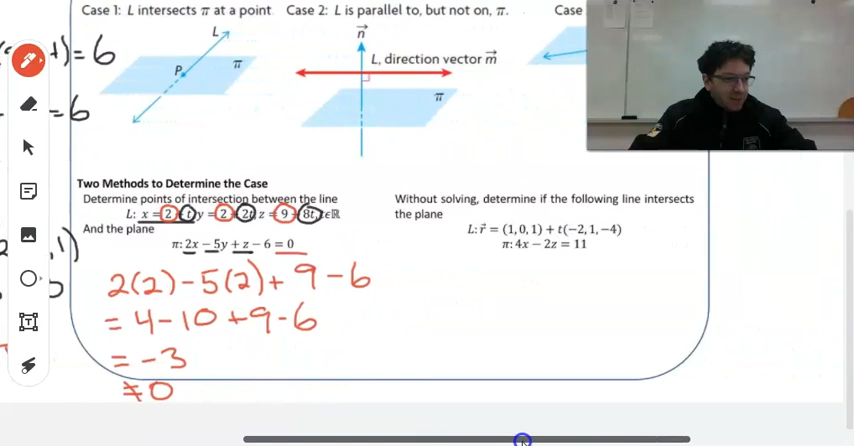 Case 1: L intersects π at a point
Case 2: L is parallel to, but not on, π.
Case
+) = 6
= 6
L
P
π
n⃗
L, direction vector m⃗
π
Two Methods to Determine the Case
Determine points of intersection between the line
L: x = 2 + t, y = 2 + 2t, z = 9 + 8t, t∈ℝ
And the plane
π: 2x − 5y + z − 6 = 0
2(2) − 5(2) + 9 − 6
= 4 − 10 + 9 − 6
= −3
≠ 0
Without solving, determine if the following line intersects
the plane
L: r⃗ = (1, 0, 1) + t(−2, 1, −4)
π: 4x − 2z = 11